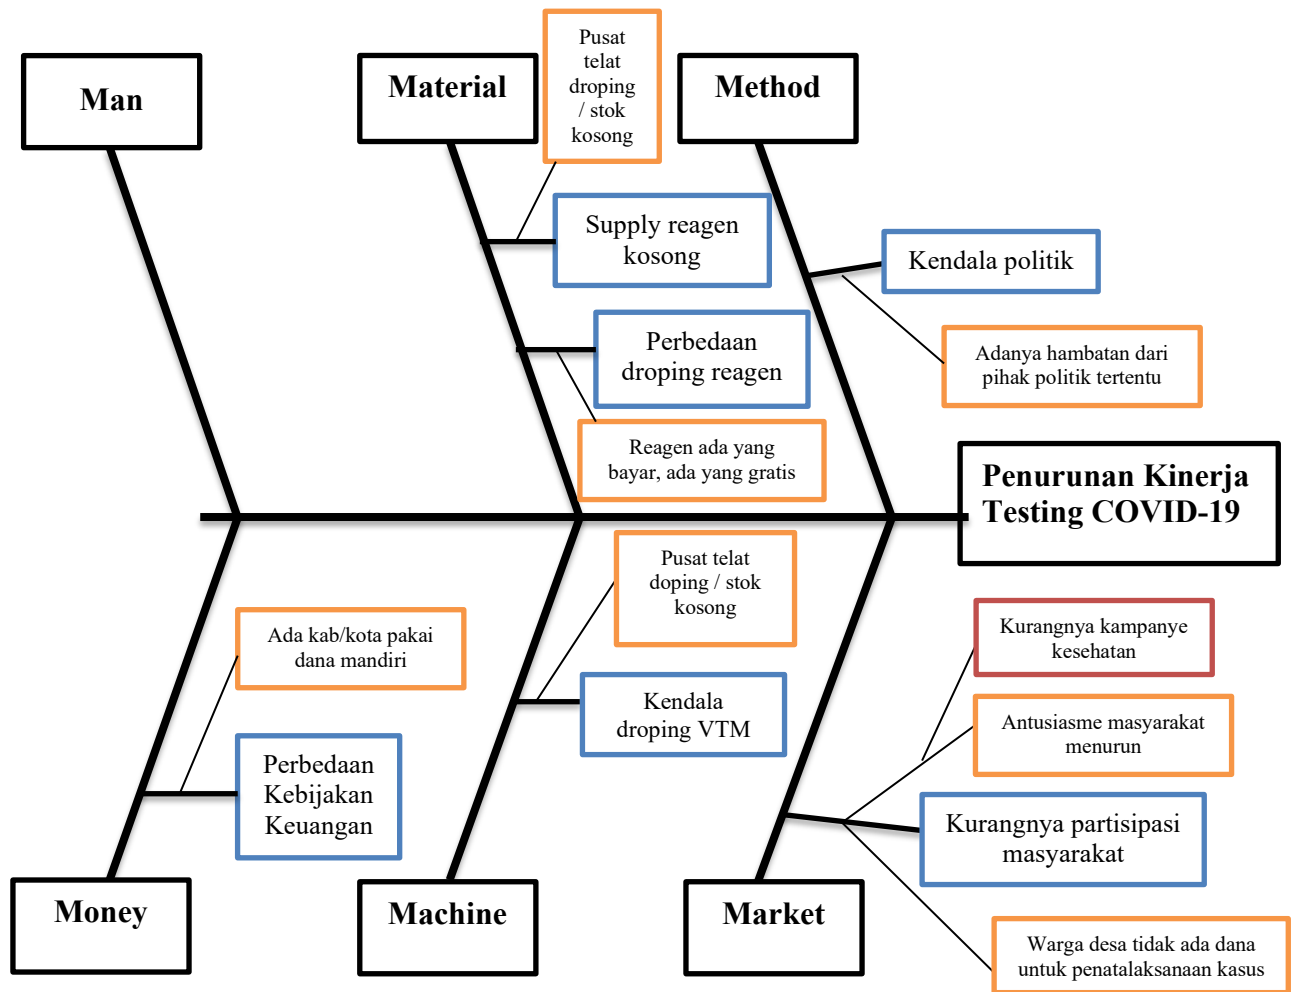 Man
Material
Pusat
telat
droping
/ stok
kosong
Method
Supply reagen
kosong
Kendala politik
Perbedaan
droping reagen
Adanya hambatan dari
pihak politik tertentu
Reagen ada yang
bayar, ada yang gratis
Penurunan Kinerja
Testing COVID-19
Pusat telat
doping / stok
kosong
Ada kab/kota pakai
dana mandiri
Kurangnya kampanye
kesehatan
Kendala
droping VTM
Antusiasme masyarakat
menurun
Perbedaan
Kebijakan
Keuangan
Kurangnya partisipasi
masyarakat
Money
Machine
Market
Warga desa tidak ada dana
untuk penatalaksanaan kasus